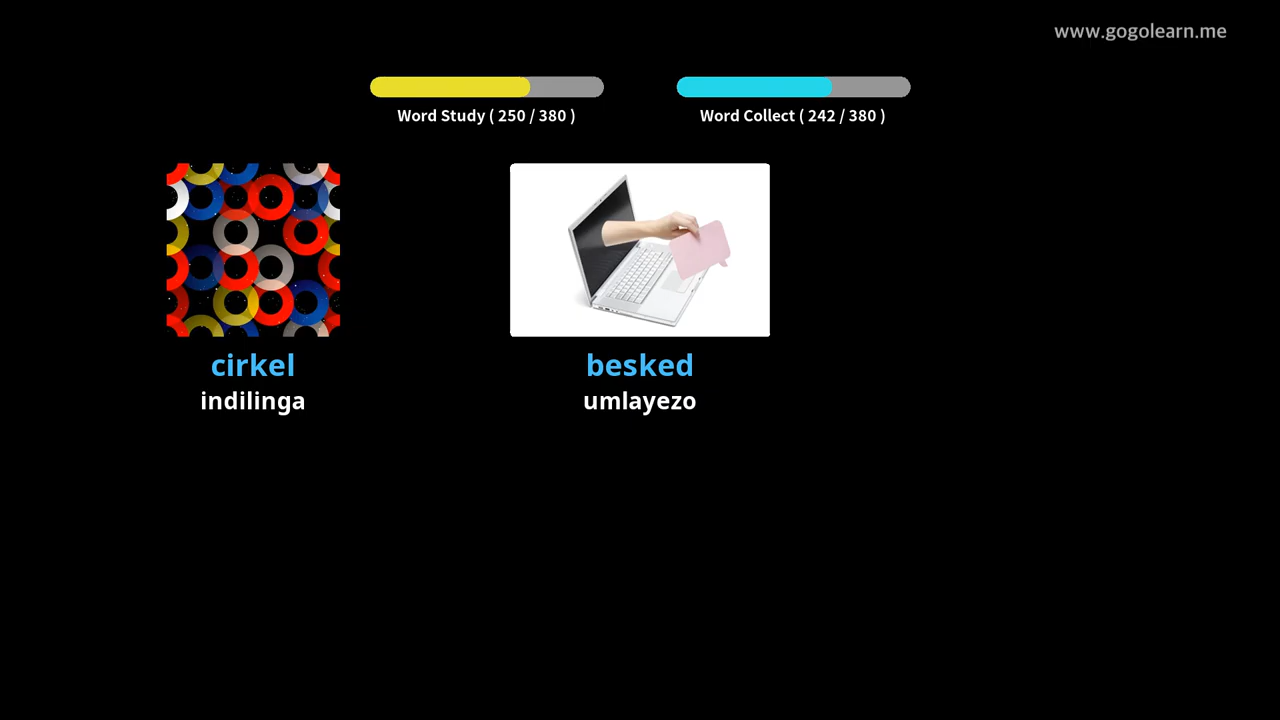 www.gogolearn.me
Word Study ( 250 / 380 )
Word Collect ( 242 / 380 )
cirkel
indilinga
besked
umlayezo